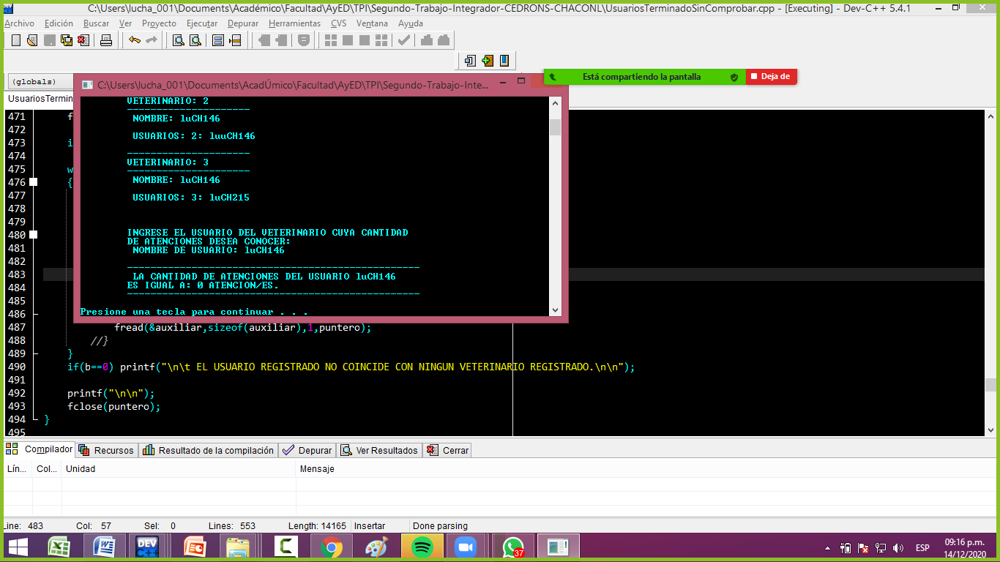 C:\Users\lucha_001\Documents\Académico\Facultad\AyED\TPI\Segundo-Trabajo-Integrador-CEDRONS-CHACONL\UsuariosTerminadoSinComprobar.cpp - [Executing] - Dev-C++ 5.4.1
Archivo Edición Buscar Ver Proyecto Ejecutar Depurar Herramientas CVS Ventana Ayuda
Está compartiendo la pantalla
Deja de
(globals)
C:\Users\lucha_001\Documents\AcadÚmico\Facultad\AyED\TPI\Segundo-Trabajo-Inte...
UsuariosTermin
VETERINARIO: 2
---------------------
NOMBRE: luCH146
USUARIOS: 2: luuCH146
---------------------
VETERINARIO: 3
---------------------
NOMBRE: luCH146
USUARIOS: 3: luCH215
INGRESE EL USUARIO DEL VETERINARIO CUYA CANTIDAD
DE ATENCIONES DESEA CONOCER:
NOMBRE DE USUARIO: luCH146
--------------------------------------------------
LA CANTIDAD DE ATENCIONES DEL USUARIO luCH146
ES IGUAL A: 0 ATENCION/ES.
--------------------------------------------------
Presione una tecla para continuar . . .
471 f
472
473 i
474
475 w
476 {
477
478
479
480
481
482
483
484
485
486
487 fread(&auxiliar,sizeof(auxiliar),1,puntero);
488 //}
489 }
490 if(b==0) printf("\n\t EL USUARIO REGISTRADO NO COINCIDE CON NINGUN VETERINARIO REGISTRADO.\n\n");
491
492 printf("\n\n");
493 fclose(puntero);
494 }
495
Compilador Recursos Resultado de la compilación Depurar Ver Resultados Cerrar
Lín... Col... Unidad Mensaje
Line: 483 Col: 57 Sel: 0 Lines: 553 Length: 14165 Insertar Done parsing
DEV C++
37
ESP
09:16 p.m.
14/12/2020